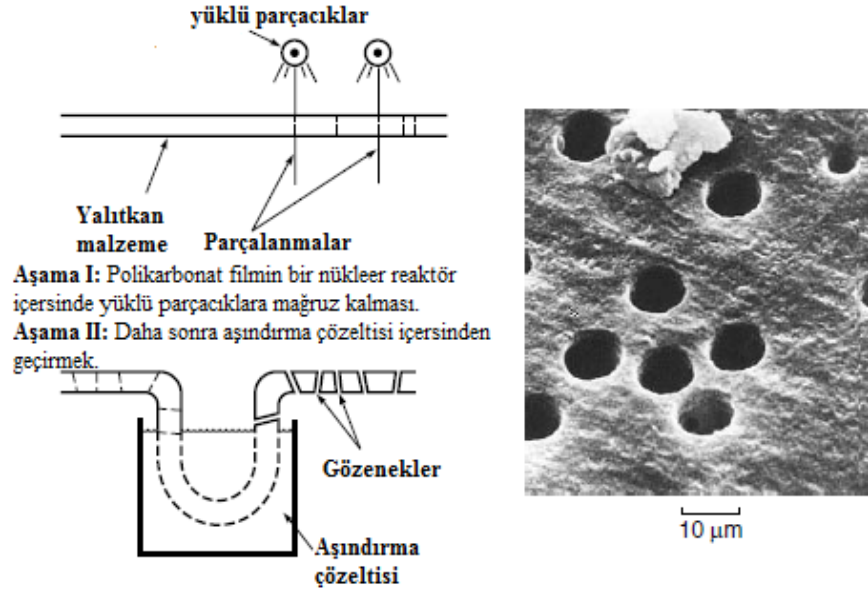 yüklü parçacıklar
Yalıtkan
malzeme
Parçalanmalar
Aşama I: Polikarbonat filmin bir nükleer reaktör
içersinde yüklü parçacıklara mağruz kalması.
Aşama II: Daha sonra aşındırma çözeltisi içersinden
geçirmek.
Gözenekler
Aşındırma
çözeltisi
10 µm